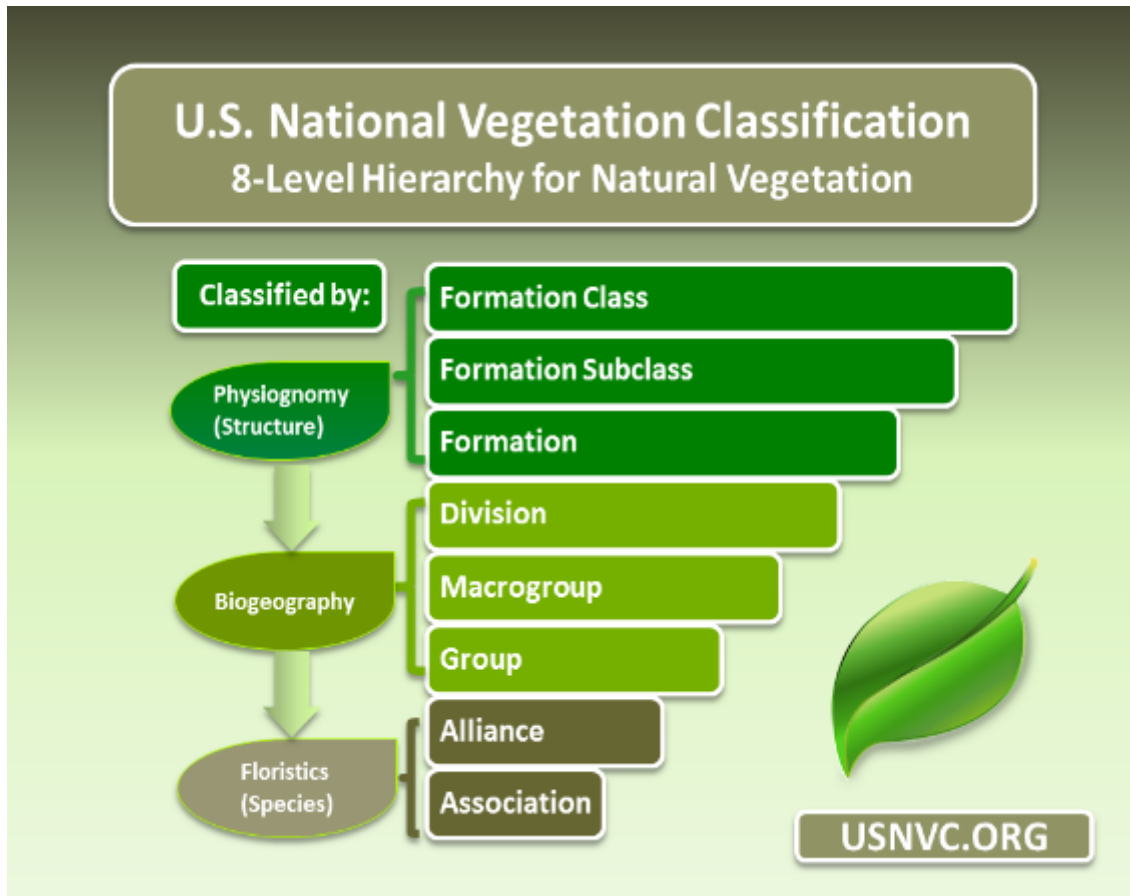 U.S. National Vegetation Classification
8-Level Hierarchy for Natural Vegetation
Classified by:
Formation Class
Formation Subclass
Physiognomy
(Structure)
Formation
Division
Biogeography
Macrogroup
Group
Alliance
Floristics
(Species)
Association
USNVC.ORG